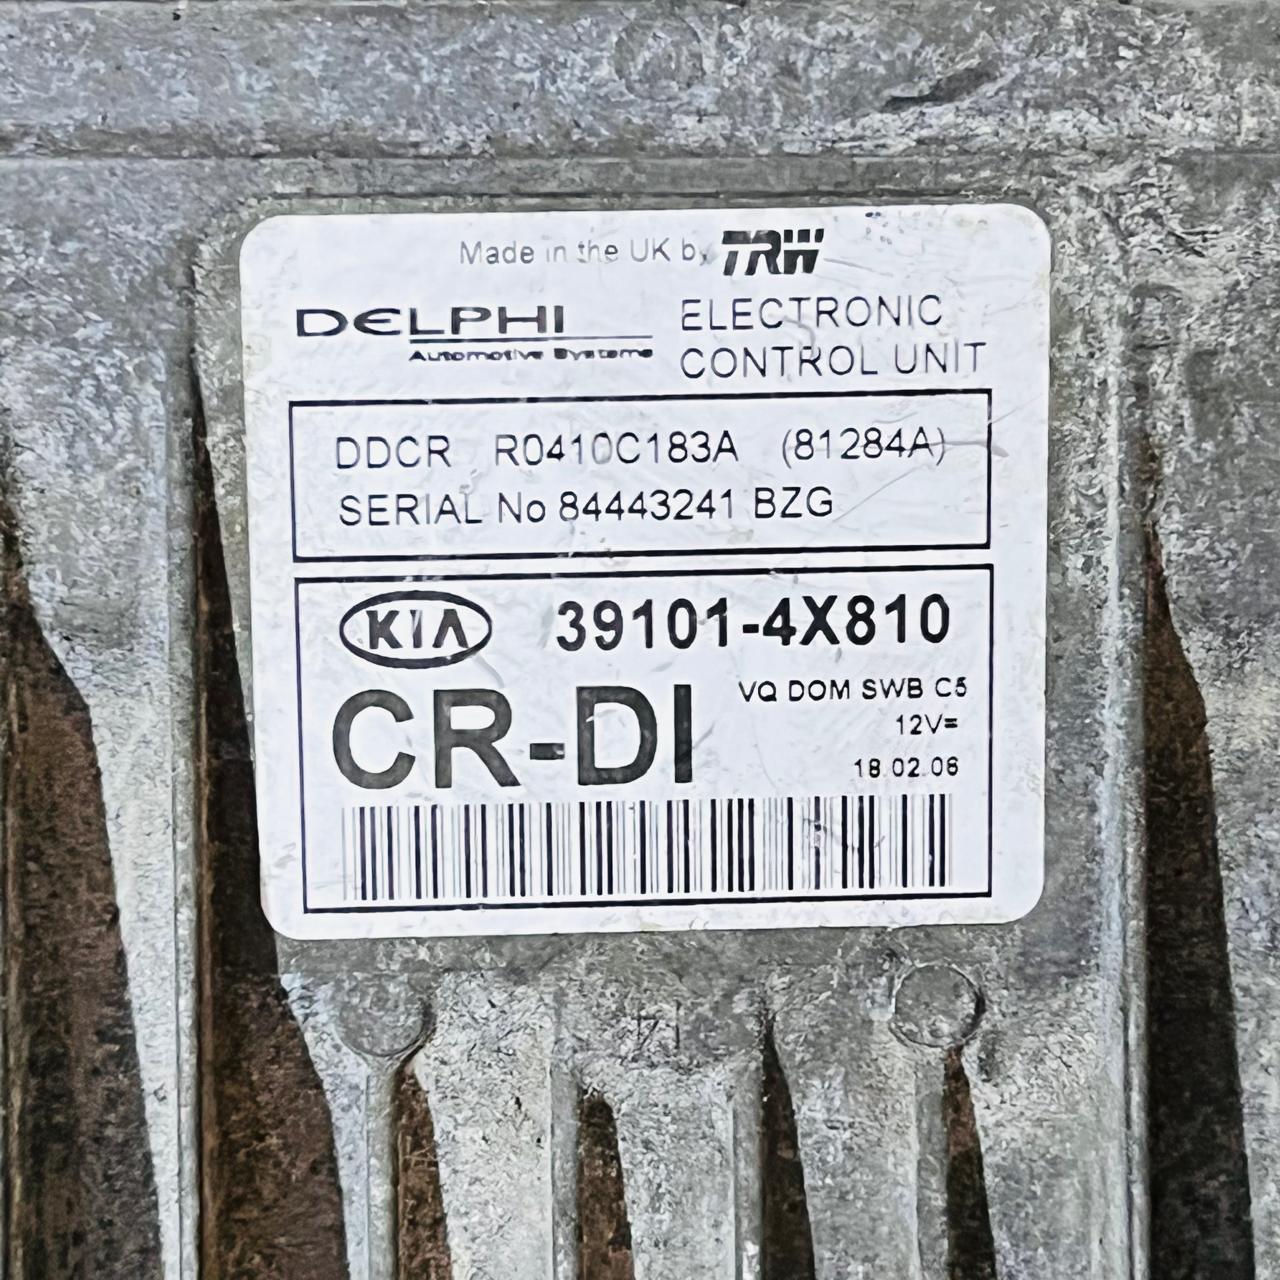 Made in the UK by TRW
DELPHI
Automotive Systems
ELECTRONIC
CONTROL UNIT
DDCR R0410C183A (81284A)
SERIAL No 84443241 BZG
KIA 39101-4X810
CR-DI
VQ DOM SWB C5
12V=
18.02.06